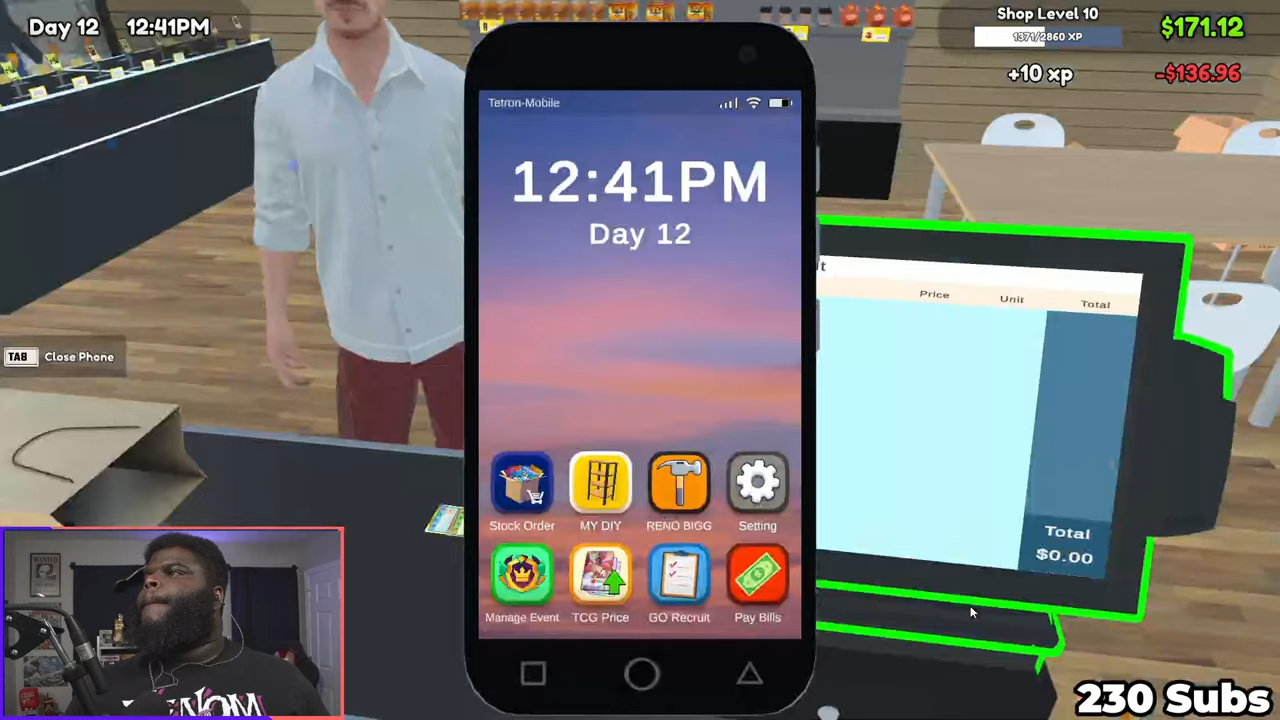 Day 12 12:41PM
Shop Level 10
1371/2860 XP
$171.12
+10 xp
-$136.96
Tetron-Mobile
12:41PM
Day 12
TAB Close Phone
Price Unit Total
Stock Order MY DIY RENO BIGG Setting
Manage Event TCG Price GO Recruit Pay Bills
Total
$0.00
WANTED
230 Subs